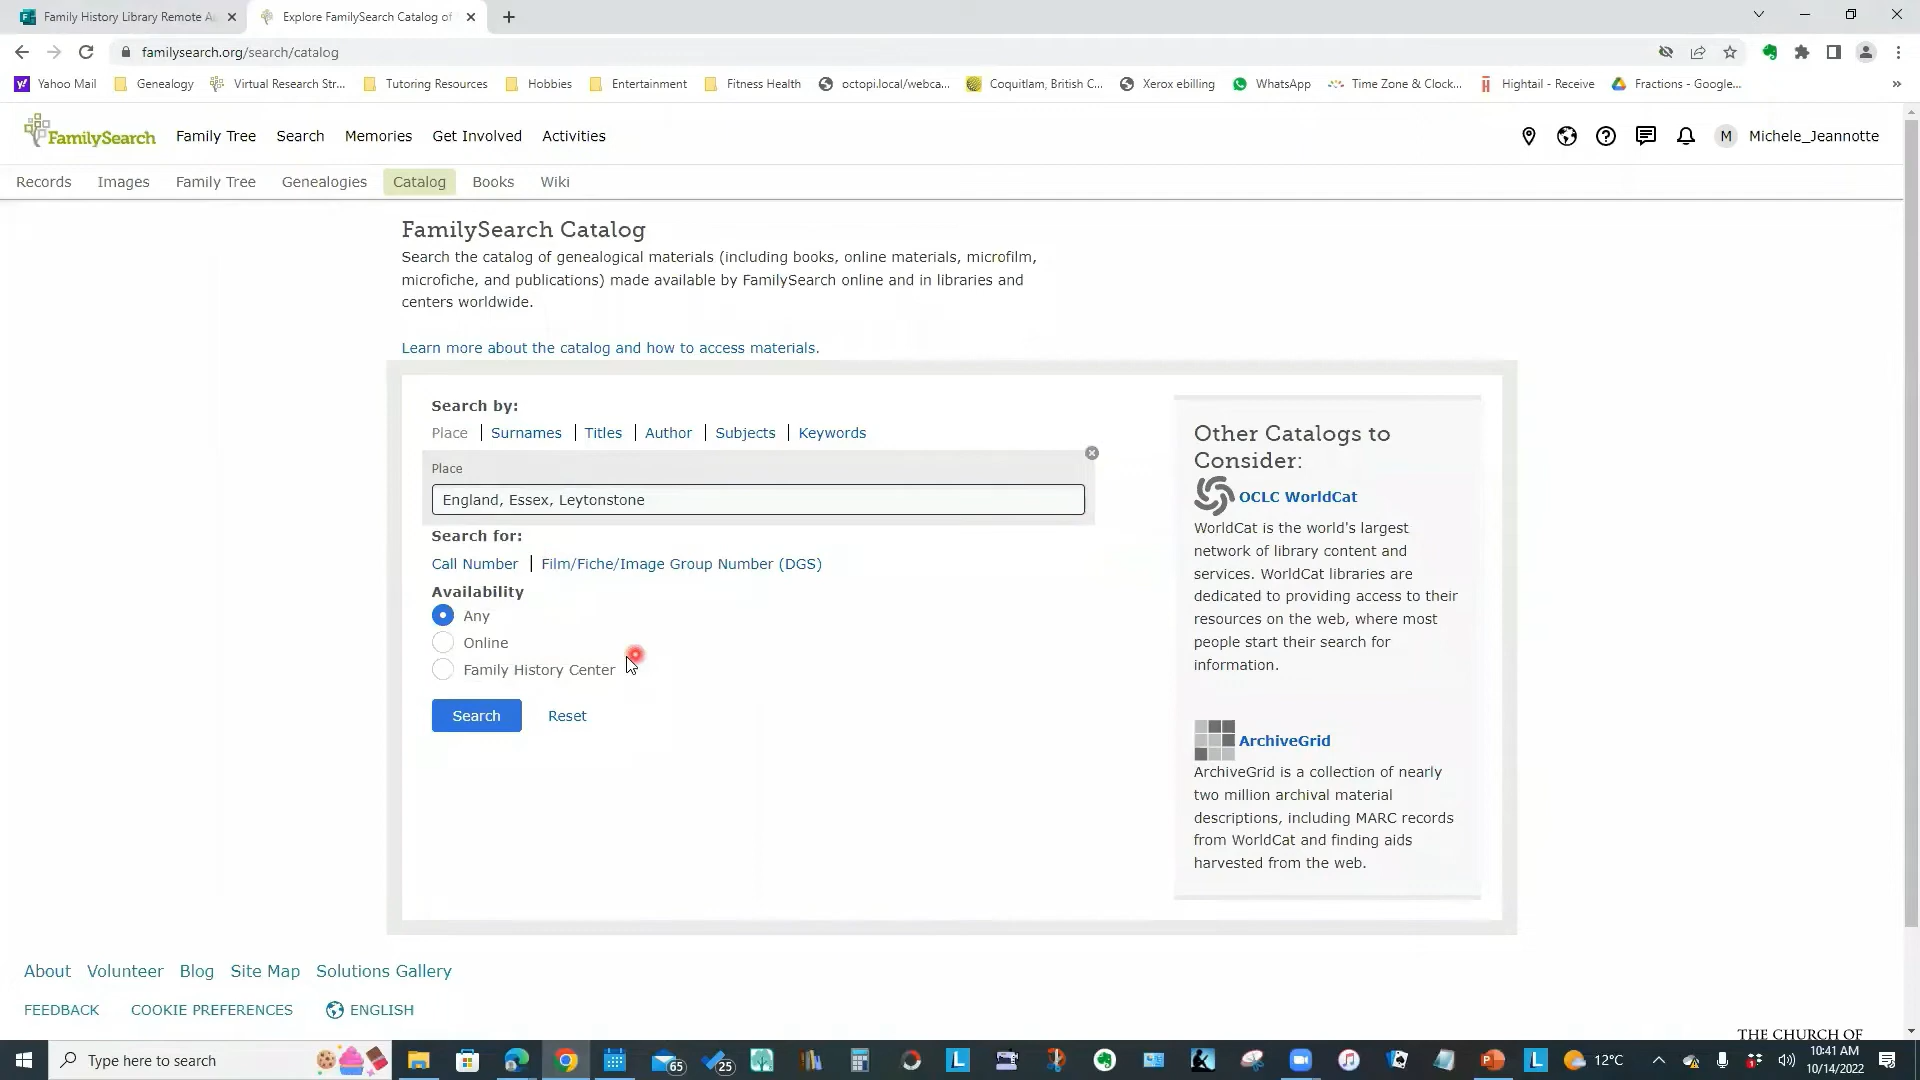 Family History Library Remote A
Explore FamilySearch Catalog of
familysearch.org/search/catalog
Yahoo Mail
Genealogy
Virtual Research Str...
Tutoring Resources
Hobbies
Entertainment
Fitness Health
octopi.local/webca...
Coquitlam, British C...
Xerox ebilling
WhatsApp
Time Zone & Clock...
Hightail - Receive
Fractions - Google...
FamilySearch
Family Tree
Search
Memories
Get Involved
Activities
M
Michele_Jeannotte
Records
Images
Family Tree
Genealogies
Catalog
Books
Wiki
FamilySearch Catalog
Search the catalog of genealogical materials (including books, online materials, microfilm,
microfiche, and publications) made available by FamilySearch online and in libraries and
centers worldwide.
Learn more about the catalog and how to access materials.
Search by:
Place | Surnames | Titles | Author | Subjects | Keywords
Place
England, Essex, Leytonstone
Search for:
Call Number | Film/Fiche/Image Group Number (DGS)
Availability
Any
Online
Family History Center
Search
Reset
Other Catalogs to
Consider:
OCLC WorldCat
WorldCat is the world's largest
network of library content and
services. WorldCat libraries are
dedicated to providing access to their
resources on the web, where most
people start their search for
information.
ArchiveGrid
ArchiveGrid is a collection of nearly
two million archival material
descriptions, including MARC records
from WorldCat and finding aids
harvested from the web.
About
Volunteer
Blog
Site Map
Solutions Gallery
FEEDBACK
COOKIE PREFERENCES
ENGLISH
THE CHURCH OF
Type here to search
65
25
12°C
10:41 AM
10/14/2022